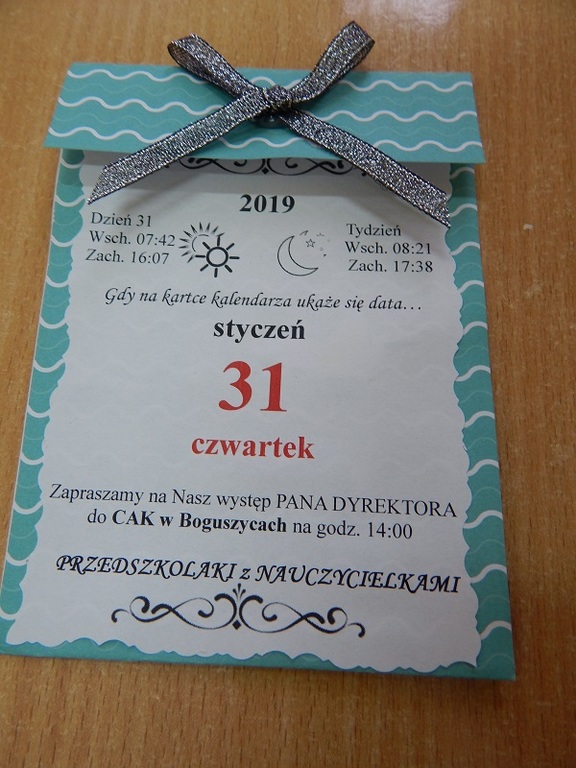 2019
Dzień 31
Wsch. 07:42
Zach. 16:07
Tydzień
Wsch. 08:21
Zach. 17:38
Gdy na kartce kalendarza ukaże się data…
styczeń
31
czwartek
Zapraszamy na Nasz występ PANA DYREKTORA
do CAK w Boguszycach na godz. 14:00
PRZEDSZKOLAKI z NAUCZYCIELKAMI